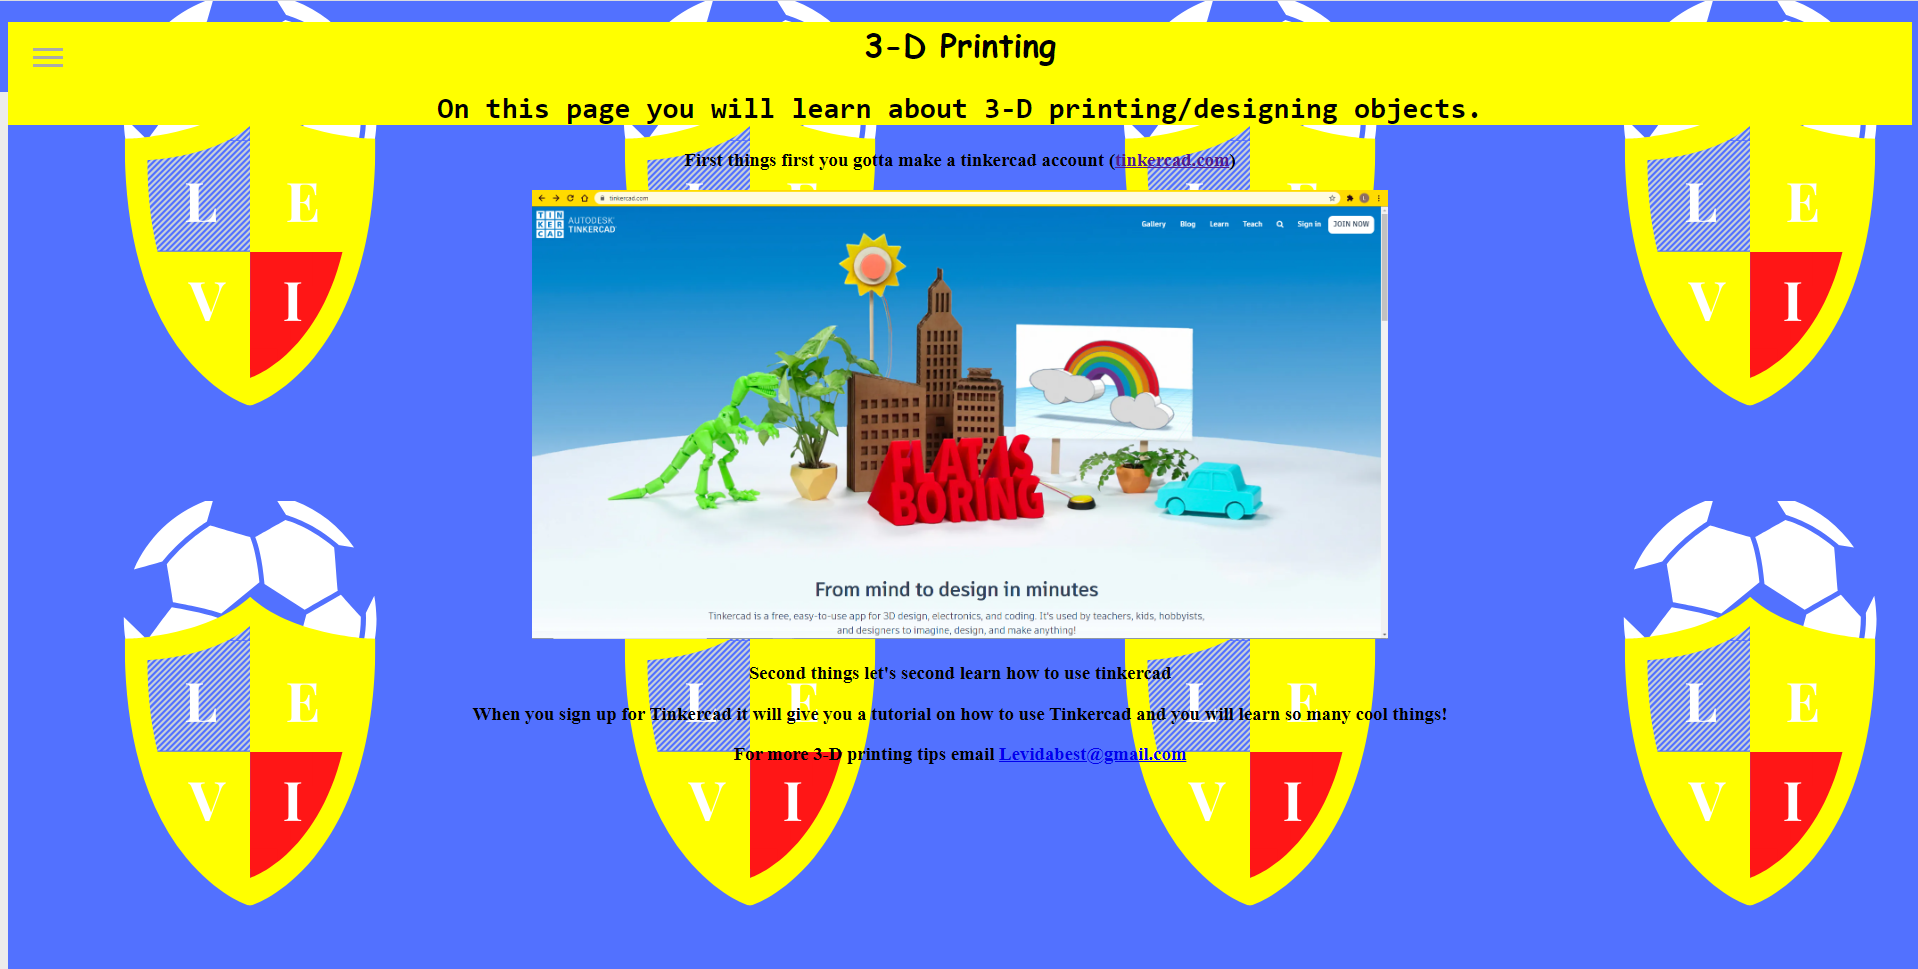 3-D Printing
On this page you will learn about 3-D printing/designing objects.
First things first you gotta make a tinkercad account (tinkercad.com)
tinkercad.com
L
TIN
KER
CAD
AUTODESK
TINKERCAD
Gallery Blog Learn Teach Sign in JOIN NOW
FLAT IS
BORING
From mind to design in minutes
Tinkercad is a free, easy-to-use app for 3D design, electronics, and coding. It's used by teachers, kids, hobbyists,
and designers to imagine, design, and make anything!
L E
V I
L E
L E
L E
V I
Second things let's second learn how to use tinkercad
When you sign up for Tinkercad it will give you a tutorial on how to use Tinkercad and you will learn so many cool things!
For more 3-D printing tips email Levidabest@gmail.com
L E
V I
L E
V I
L E
V I
L E
V I